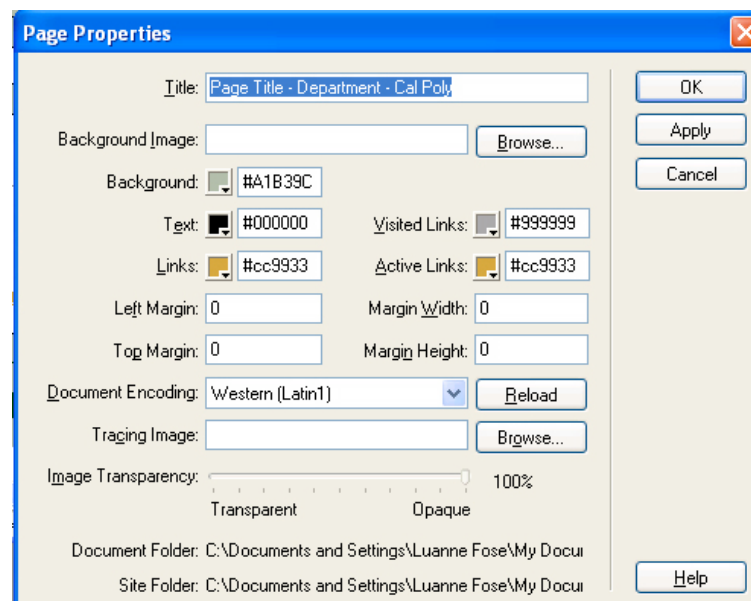 Page Properties
Title: Page Title - Department - Cal Poly OK
Background Image: Browse... Apply
Background: #A1B39C Cancel
Text: #000000 Visited Links: #999999
Links: #cc9933 Active Links: #cc9933
Left Margin: 0 Margin Width: 0
Top Margin: 0 Margin Height: 0
Document Encoding: Western (Latin1) Reload
Tracing Image: Browse...
Image Transparency: 100%
Transparent Opaque
Document Folder: C:\Documents and Settings\Luanne Fose\My Docu
Site Folder: C:\Documents and Settings\Luanne Fose\My Docu Help